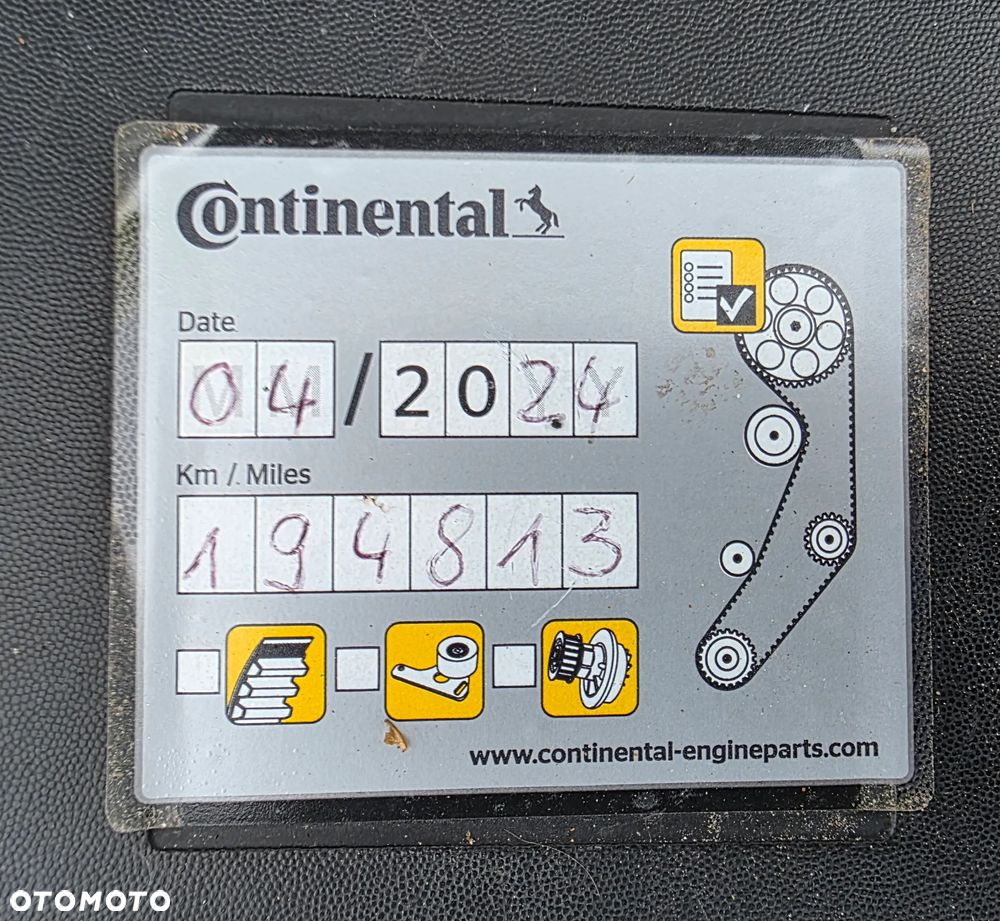 Continental
Date
04/2024
Km / Miles
194813
www.continental-engineparts.com
OTOMOTO